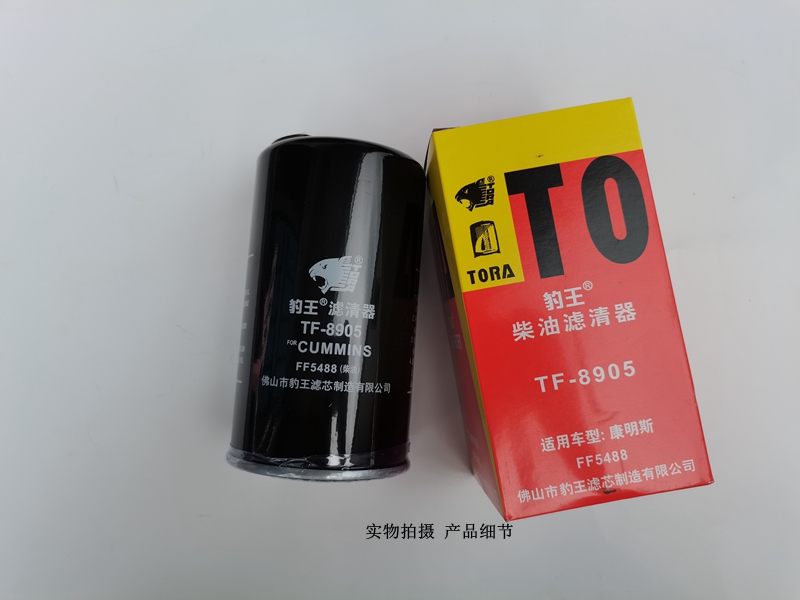 豹王®滤清器
TF-8905
FOR CUMMINS
FF5488(柴油)
佛山市豹王滤芯制造有限公司
TO
TORA
豹王®
柴油滤清器
TF-8905
适用车型: 康明斯
FF5488
佛山市豹王滤芯制造有限公司
实物拍摄 产品细节